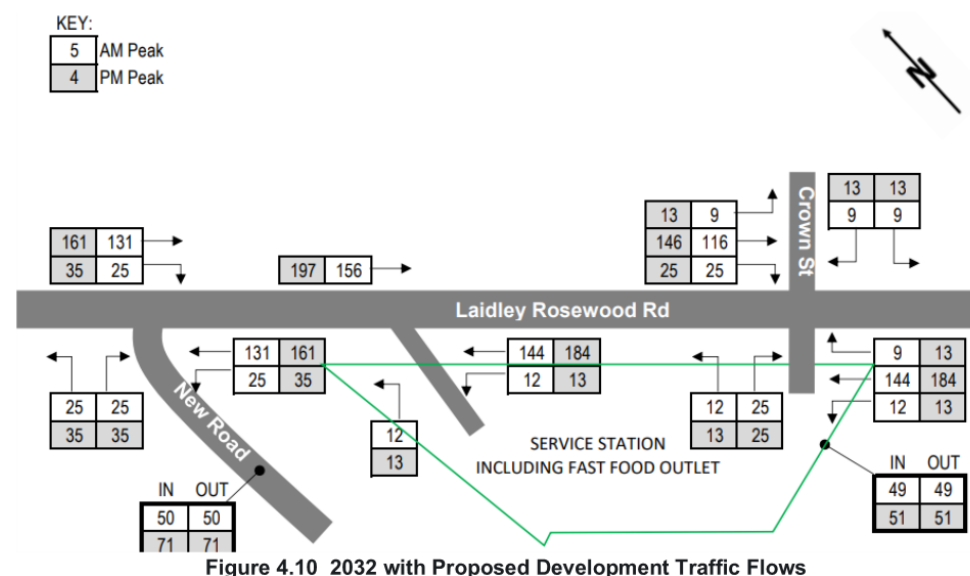 KEY:
5 AM Peak
4 PM Peak
N
13 13
9 9
Crown St
13 9
146 116
25 25
161 131
35 25
197 156
Laidley Rosewood Rd
131 161
25 35
144 184
12 13
9 13
144 184
12 13
25 25
35 35
New Road
12
13
12 25
13 25
SERVICE STATION
INCLUDING FAST FOOD OUTLET
IN OUT
49 49
51 51
IN OUT
50 50
71 71
Figure 4.10 2032 with Proposed Development Traffic Flows